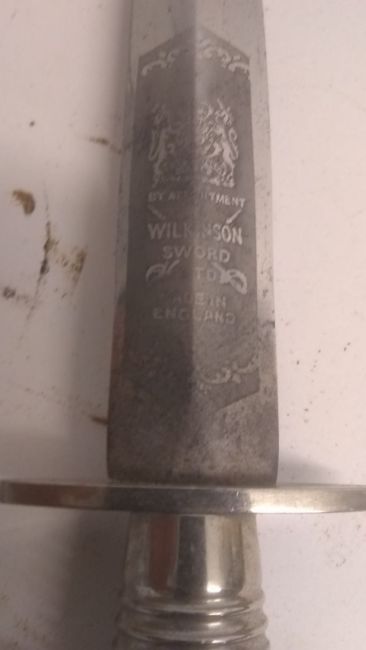 BY APPOINTMENT
WILKINSON
SWORD
LTD
MADE IN
ENGLAND